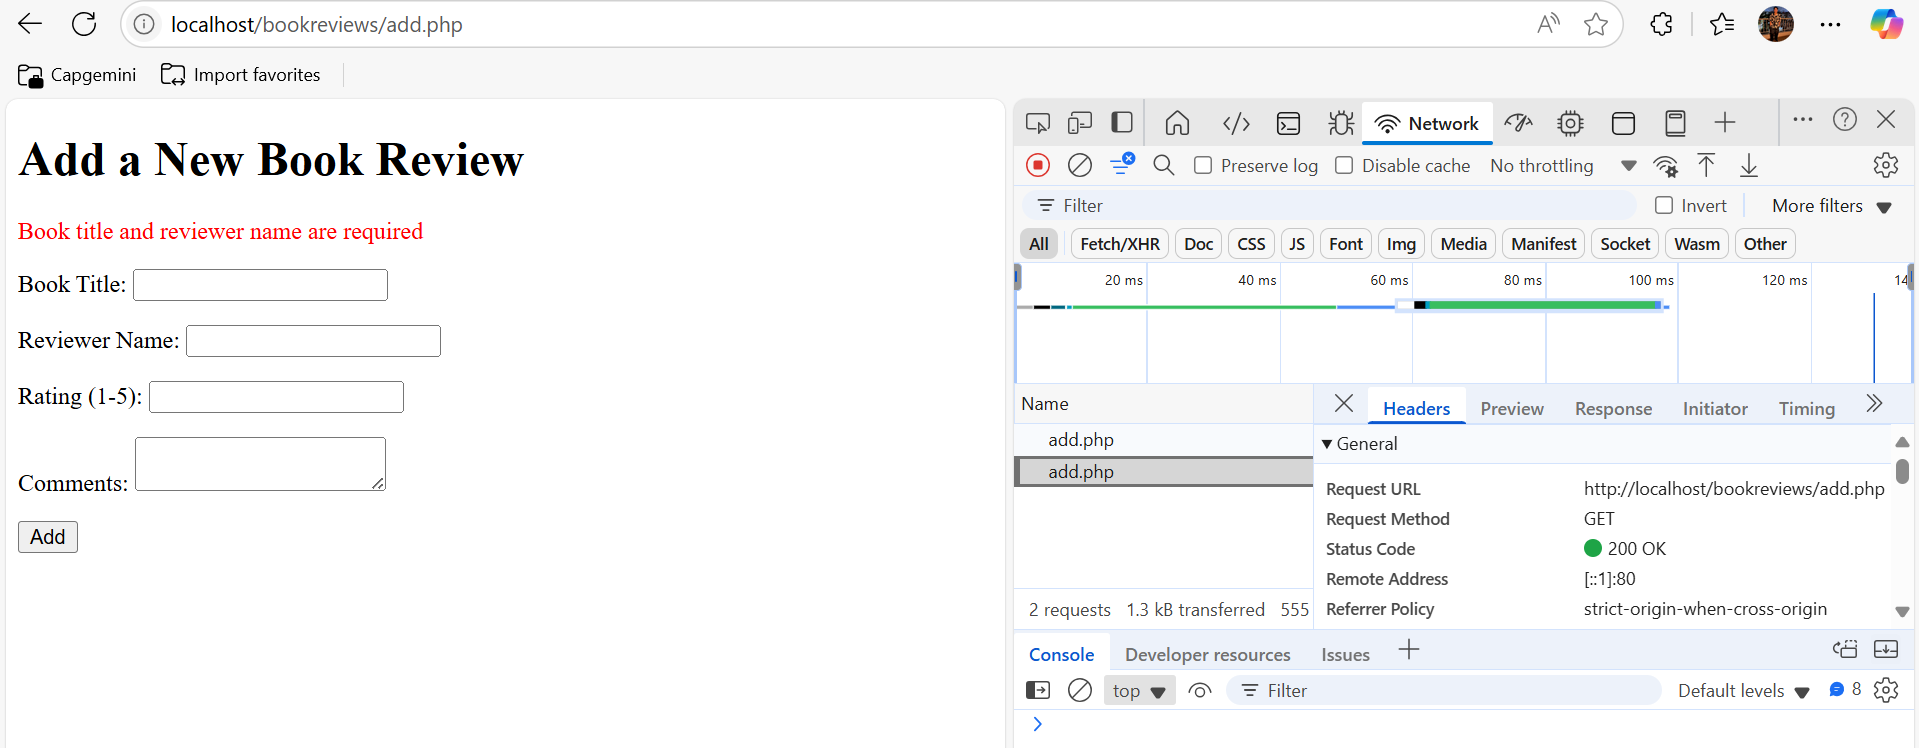 localhost/bookreviews/add.php
Capgemini Import favorites
Add a New Book Review
Book title and reviewer name are required
Book Title:
Reviewer Name:
Rating (1-5):
Comments:
Add
Network
Preserve log Disable cache No throttling
Filter Invert More filters
All Fetch/XHR Doc CSS JS Font Img Media Manifest Socket Wasm Other
20 ms 40 ms 60 ms 80 ms 100 ms 120 ms 14
Name
add.php
add.php
2 requests 1.3 kB transferred 555
Headers Preview Response Initiator Timing
General
Request URL http://localhost/bookreviews/add.php
Request Method GET
Status Code 200 OK
Remote Address [::1]:80
Referrer Policy strict-origin-when-cross-origin
Console Developer resources Issues
top Filter Default levels 8